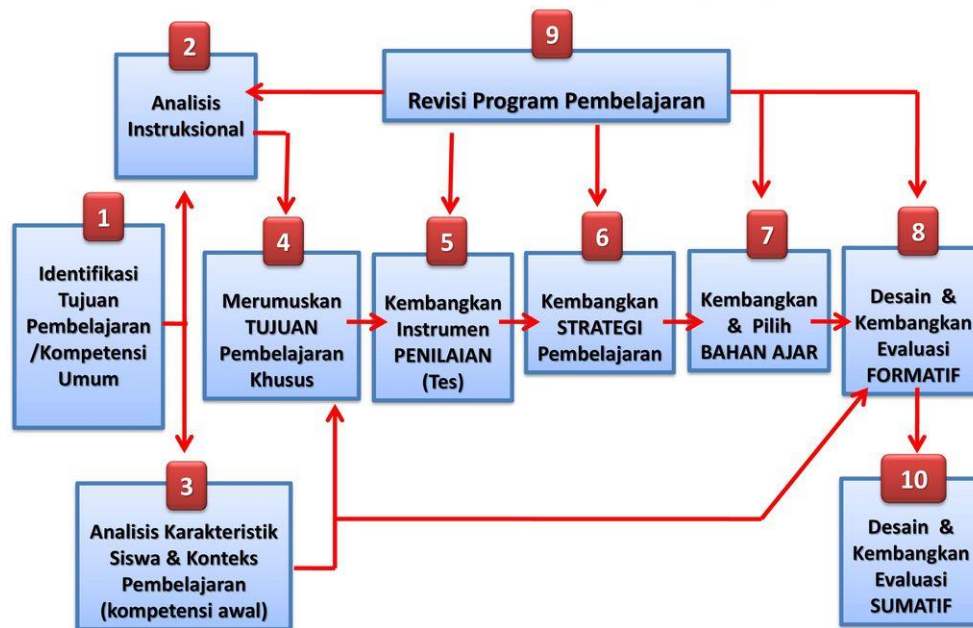 1
Identifikasi
Tujuan
Pembelajaran
/Kompetensi
Umum
2
Analisis
Instruksional
3
Analisis Karakteristik
Siswa & Konteks
Pembelajaran
(kompetensi awal)
4
Merumuskan
TUJUAN
Pembelajaran
Khusus
5
Kembangkan
Instrumen
PENILAIAN
(Tes)
6
Kembangkan
STRATEGI
Pembelajaran
7
Kembangkan
& Pilih
BAHAN AJAR
8
Desain &
Kembangkan
Evaluasi
FORMATIF
9
Revisi Program Pembelajaran
10
Desain &
Kembangkan
Evaluasi
SUMATIF